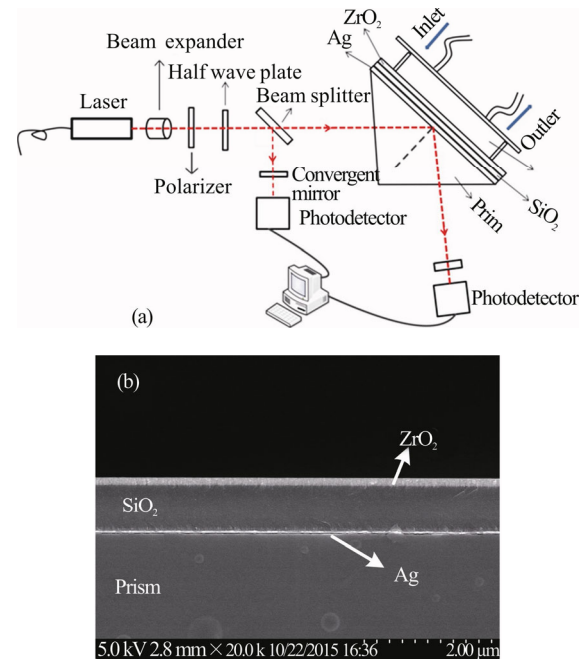 ZrO₂
Ag
Inlet
Beam expander
Half wave plate
Laser
Beam splitter
Outler
Polarizer
Convergent
mirror
Photodetector
Prim
SiO₂
Photodetector
(a)
(b)
ZrO₂
SiO₂
Ag
Prism
5.0 kV 2.8 mm × 20.0 k 10/22/2015 16:36 2.00 μm